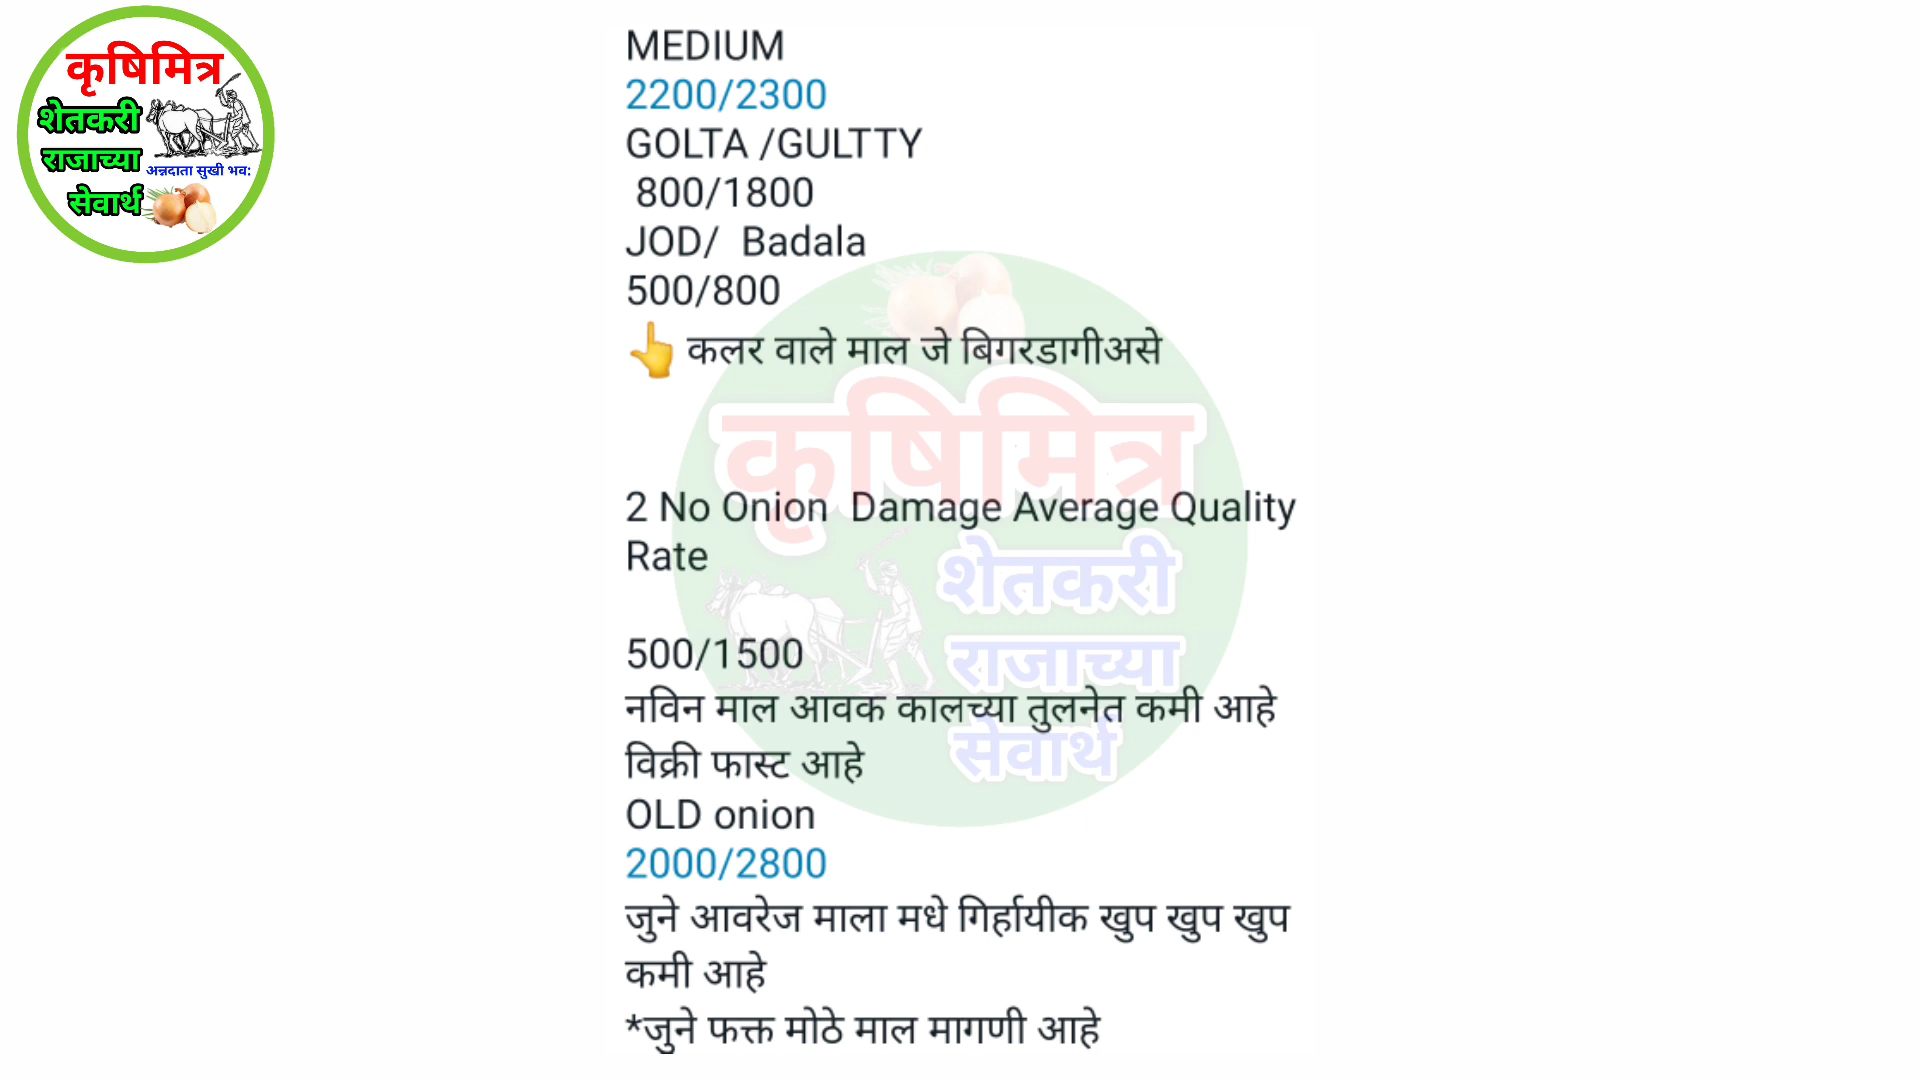 कृषिमित्र
शेतकरी
राजाच्या
अन्नदाता सुखी भव:
सेवार्थ
MEDIUM
2200/2300
GOLTA /GULTTY
800/1800
JOD/ Badala
500/800
👆 कलर वाले माल जे बिगरडागीअसे
कृषिमित्र
2 No Onion Damage Average Quality
Rate
शेतकरी
500/1500
राजाच्या
नविन माल आवक कालच्या तुलनेत कमी आहे
विक्री फास्ट आहे
सेवार्थ
OLD onion
2000/2800
जुने आवरेज माला मधे गिर्हायीक खुप खुप खुप
कमी आहे
*जुने फक्त मोठे माल मागणी आहे